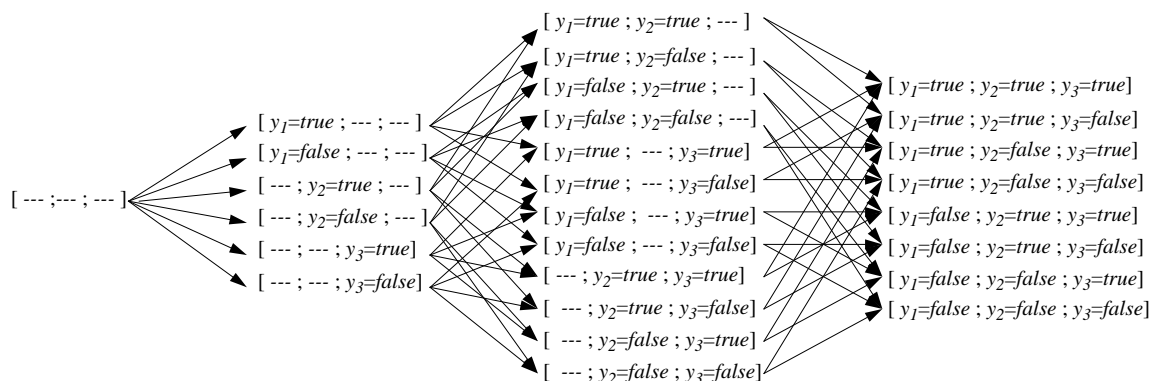 [ --- ;--- ; --- ]
[ y1=true ; --- ; --- ]
[ y1=false ; --- ; --- ]
[ --- ; y2=true ; --- ]
[ --- ; y2=false ; --- ]
[ --- ; --- ; y3=true]
[ --- ; --- ; y3=false]
[ y1=true ; y2=true ; --- ]
[ y1=true ; y2=false ; --- ]
[ y1=false ; y2=true ; --- ]
[ y1=false ; y2=false ; ---]
[ y1=true ; --- ; y3=true]
[ y1=true ; --- ; y3=false]
[ y1=false ; --- ; y3=true]
[ y1=false ; --- ; y3=false]
[ --- ; y2=true ; y3=true]
[ --- ; y2=true ; y3=false]
[ --- ; y2=false ; y3=true]
[ --- ; y2=false ; y3=false]
[ y1=true ; y2=true ; y3=true]
[ y1=true ; y2=true ; y3=false]
[ y1=true ; y2=false ; y3=true]
[ y1=true ; y2=false ; y3=false]
[ y1=false ; y2=true ; y3=true]
[ y1=false ; y2=true ; y3=false]
[ y1=false ; y2=false ; y3=true]
[ y1=false ; y2=false ; y3=false]